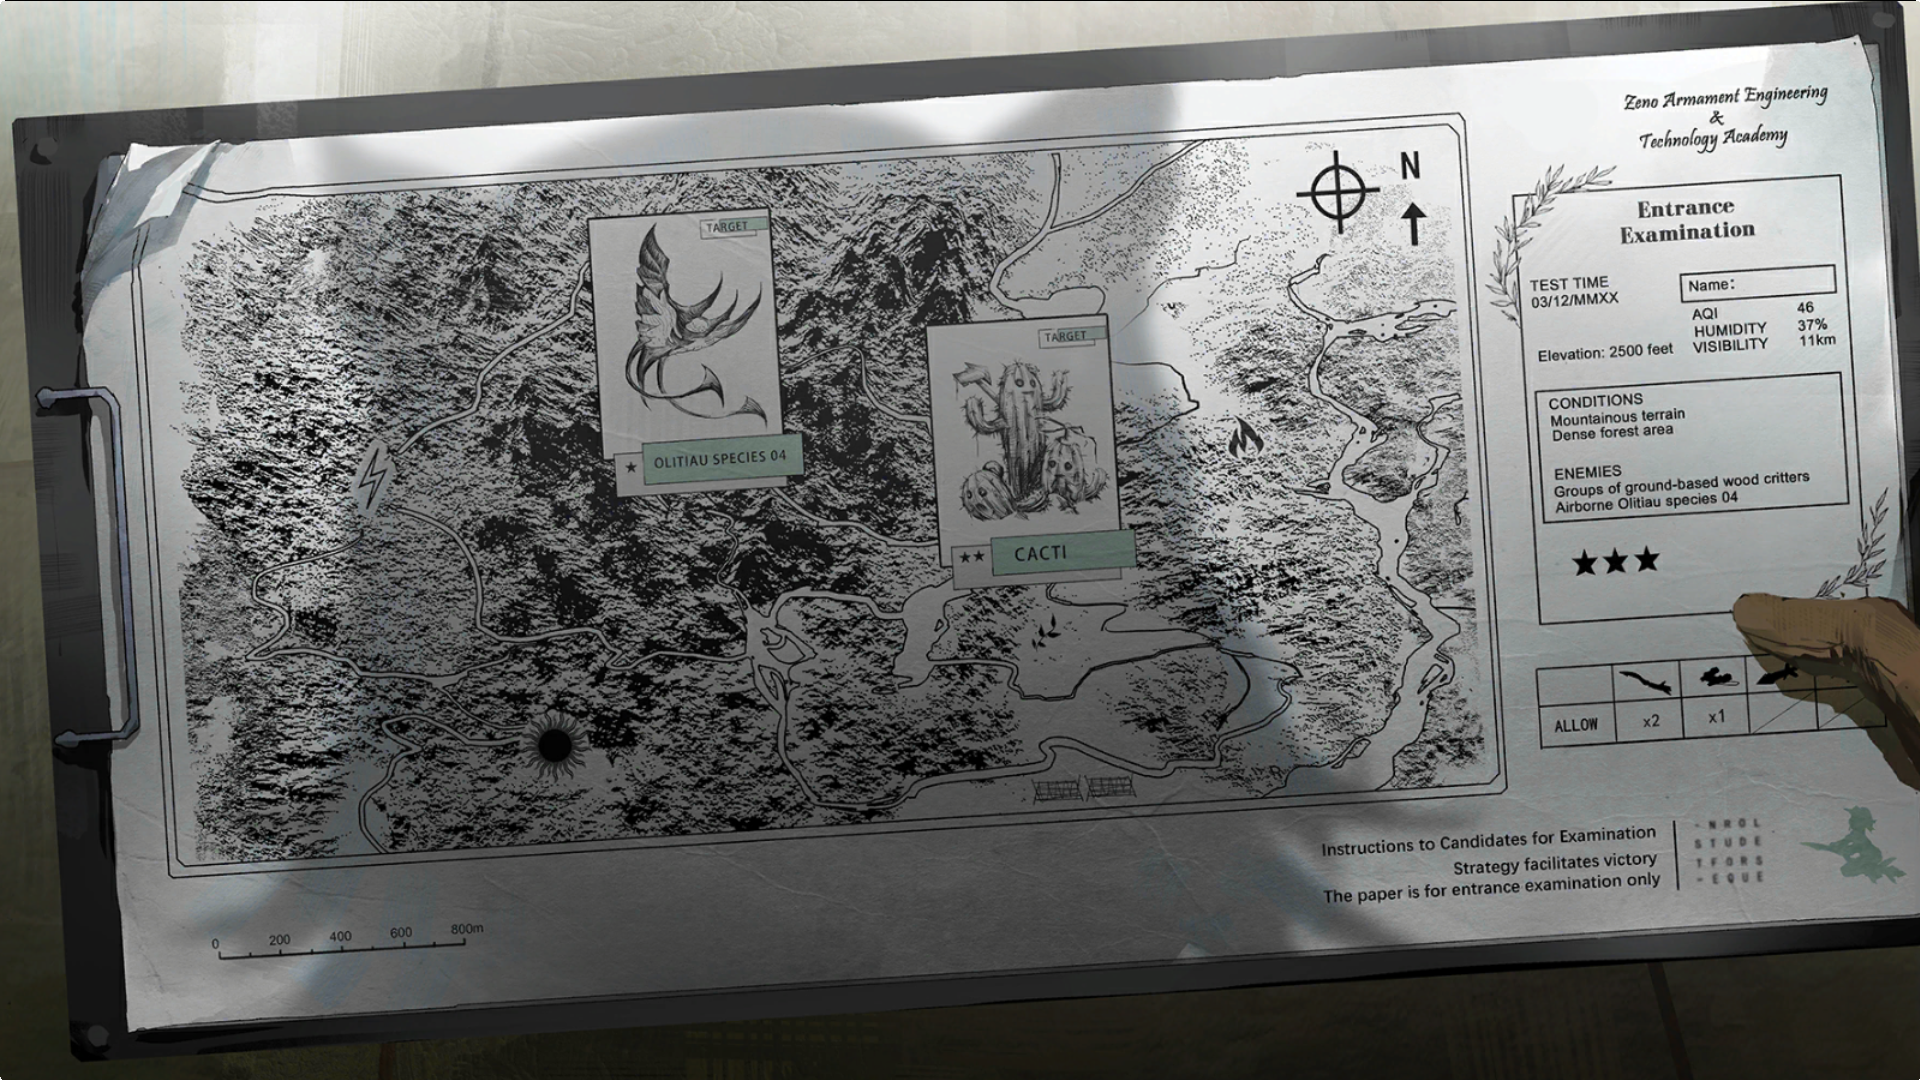 Zeno Armament Engineering
&
Technology Academy
N
TARGET
OLITIAU SPECIES 04
TARGET
CACTI
Entrance
Examination
TEST TIME
03/12/MMXX
Name:
AQI 46
HUMIDITY 37%
VISIBILITY 11km
Elevation: 2500 feet
CONDITIONS
Mountainous terrain
Dense forest area
ENEMIES
Groups of ground-based wood critters
Airborne Olitiau species 04
ALLOW x2 x1
Instructions to Candidates for Examination
Strategy facilitates victory
The paper is for entrance examination only
- N R O L
S T U D E
T F O R S
- E Q U E
0 200 400 600 800m